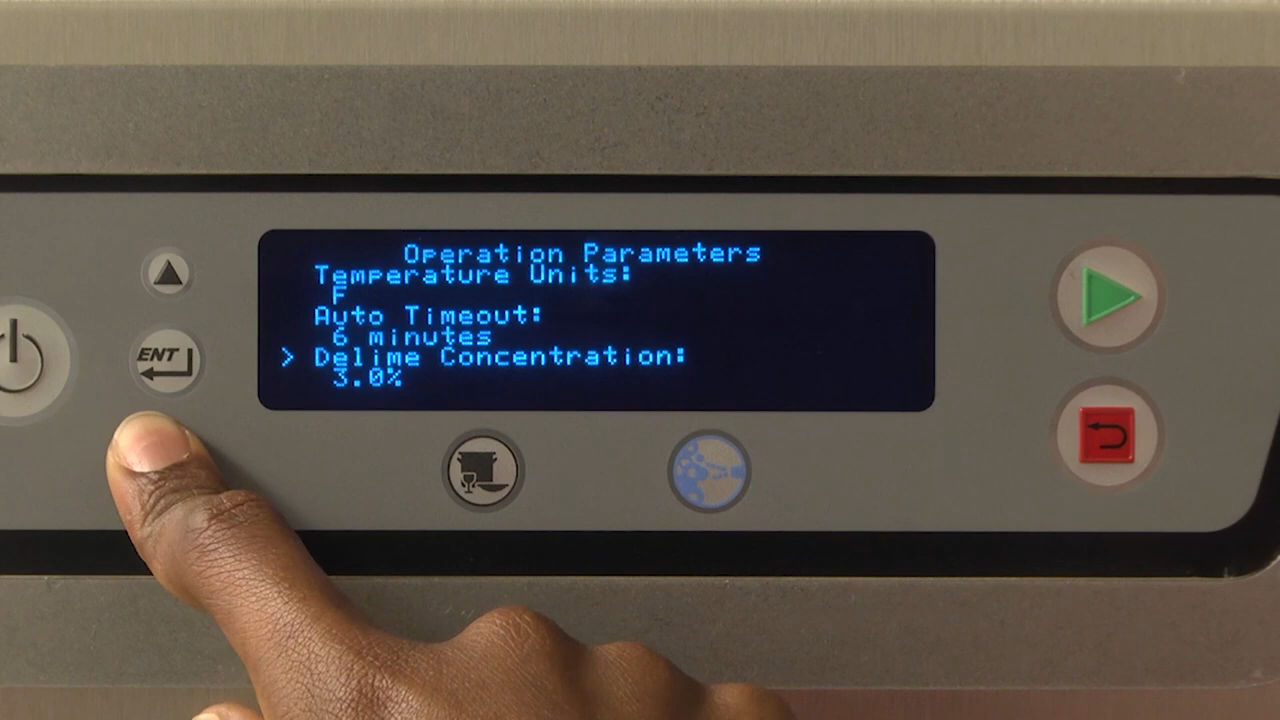 Operation Parameters
Temperature Units:
F
Auto Timeout:
6 minutes
> Delime Concentration:
3.0%
ENT